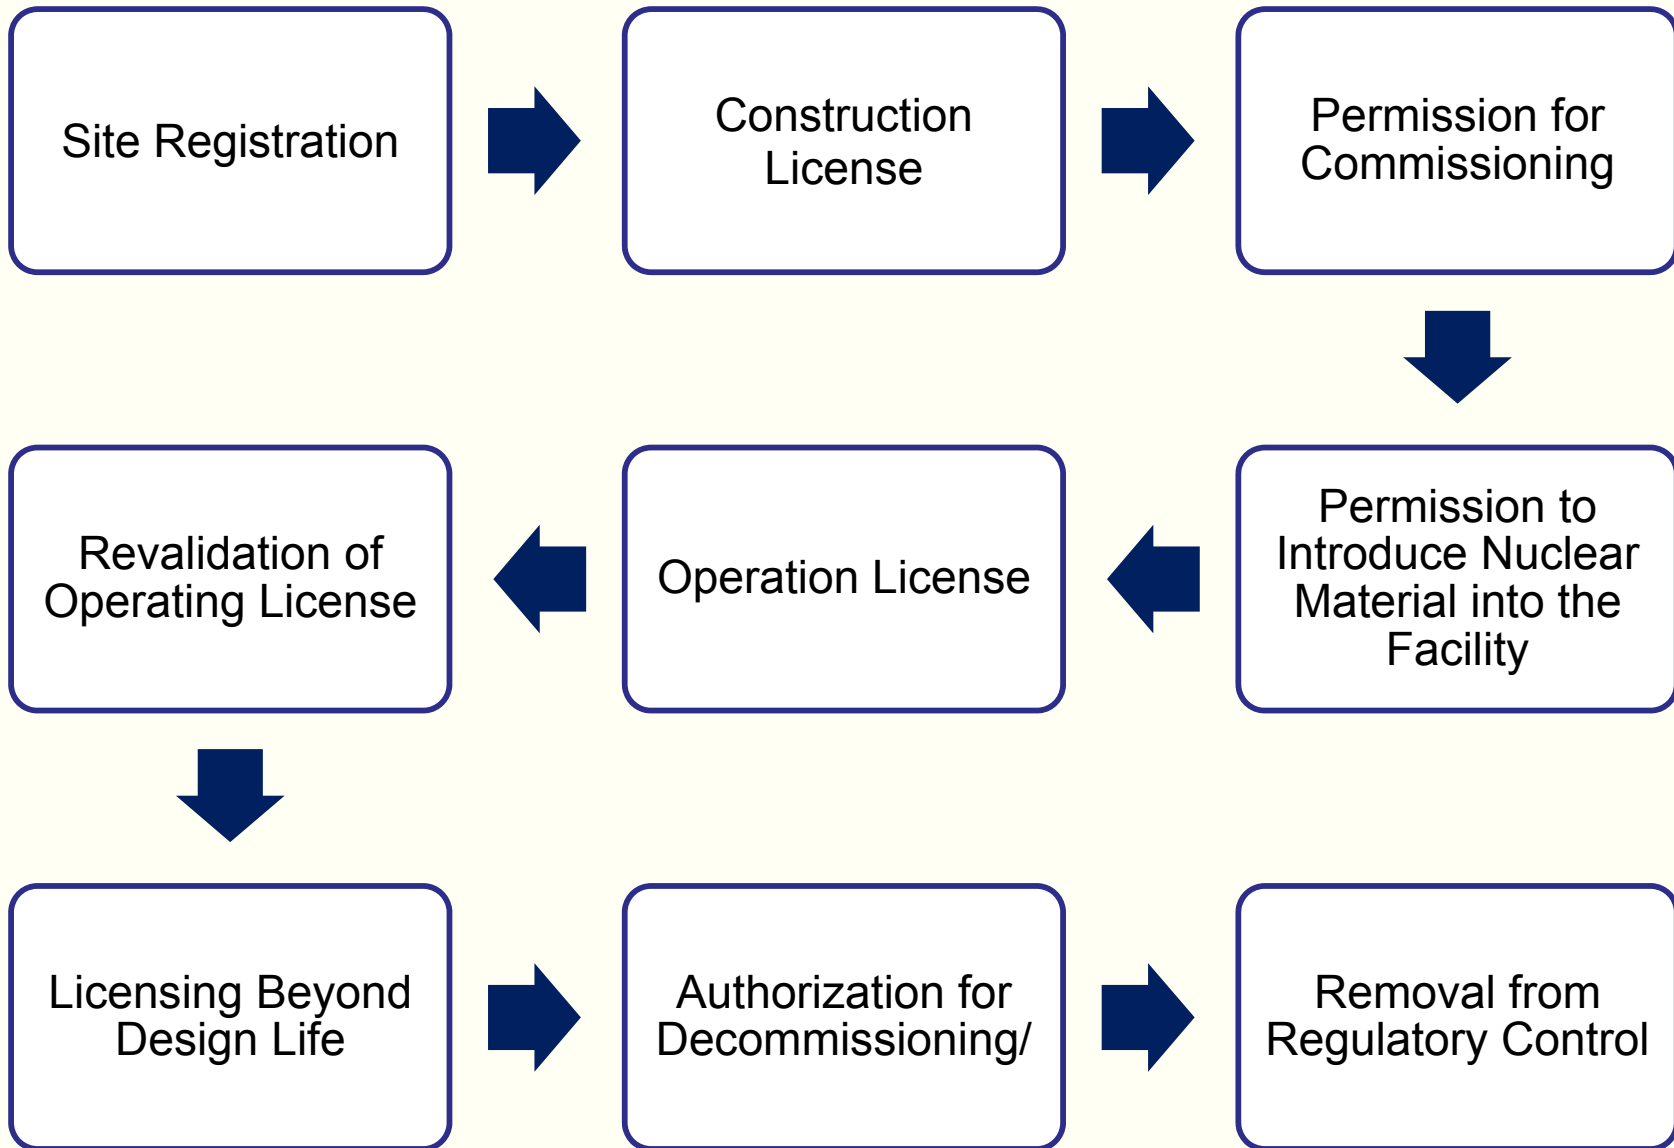 Site Registration
Construction
License
Permission for
Commissioning
Permission to
Introduce Nuclear
Material into the
Facility
Operation License
Revalidation of
Operating License
Licensing Beyond
Design Life
Authorization for
Decommissioning/
Removal from
Regulatory Control